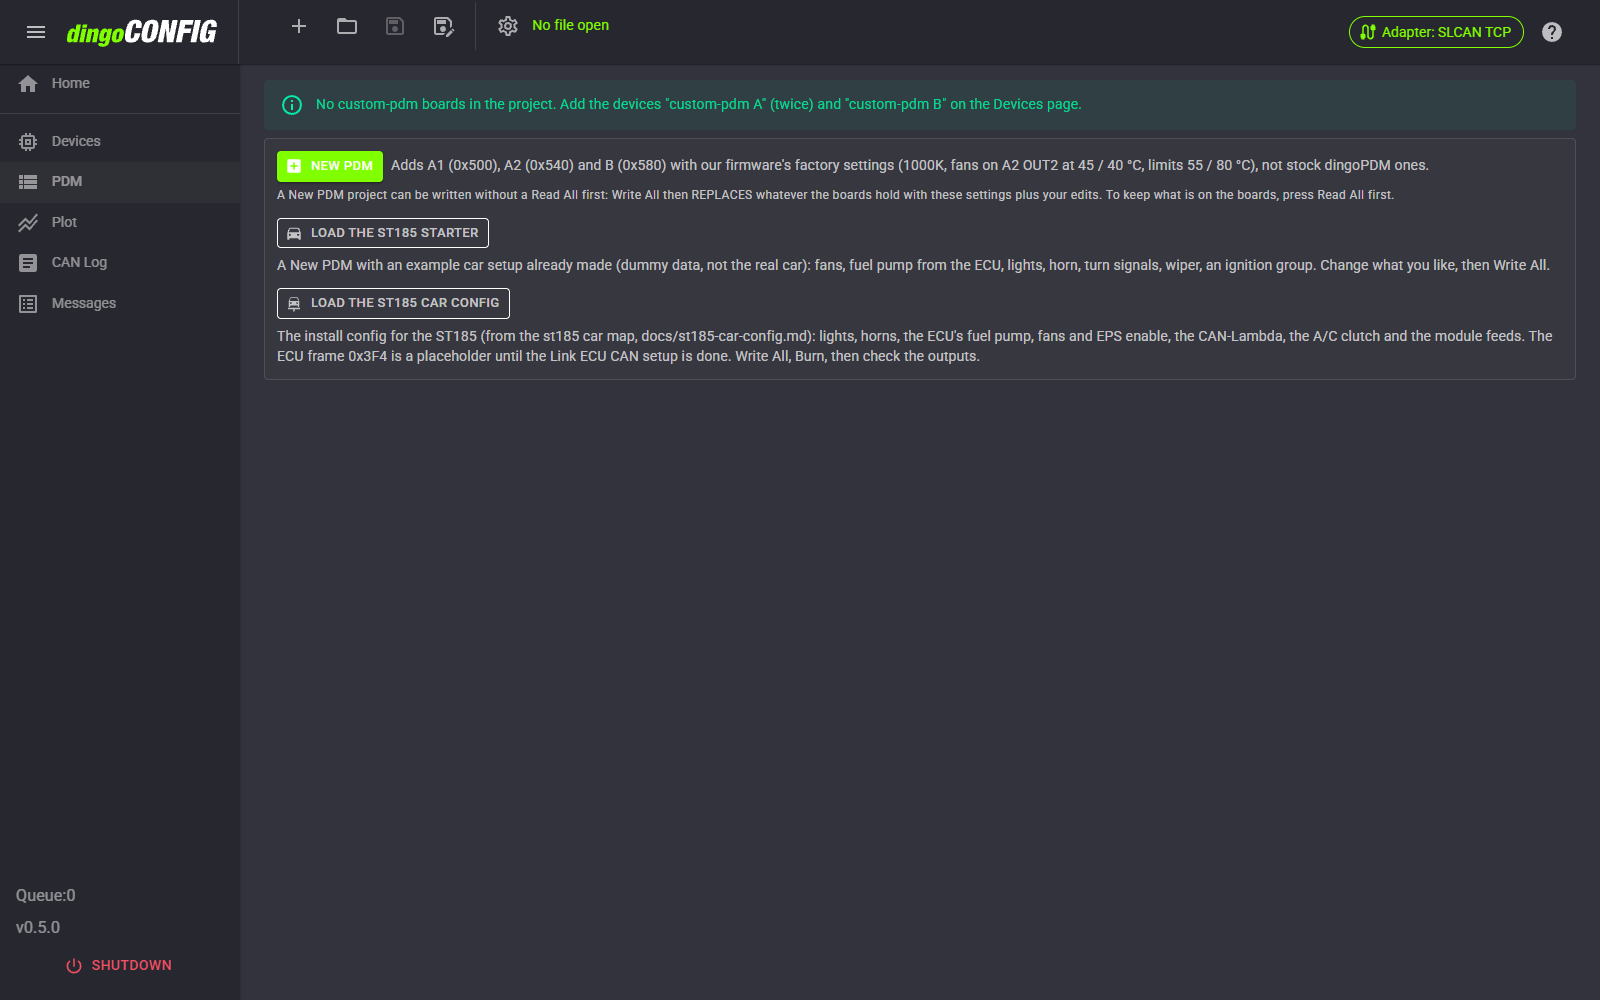 dingoCONFIG
No file open
Adapter: SLCAN TCP
Home
Devices
PDM
Plot
CAN Log
Messages
No custom-pdm boards in the project. Add the devices "custom-pdm A" (twice) and "custom-pdm B" on the Devices page.
NEW PDM
Adds A1 (0x500), A2 (0x540) and B (0x580) with our firmware's factory settings (1000K, fans on A2 OUT2 at 45 / 40 °C, limits 55 / 80 °C), not stock dingoPDM ones.
A New PDM project can be written without a Read All first: Write All then REPLACES whatever the boards hold with these settings plus your edits. To keep what is on the boards, press Read All first.
LOAD THE ST185 STARTER
A New PDM with an example car setup already made (dummy data, not the real car): fans, fuel pump from the ECU, lights, horn, turn signals, wiper, an ignition group. Change what you like, then Write All.
LOAD THE ST185 CAR CONFIG
The install config for the ST185 (from the st185 car map, docs/st185-car-config.md): lights, horns, the ECU's fuel pump, fans and EPS enable, the CAN-Lambda, the A/C clutch and the module feeds. The
ECU frame 0x3F4 is a placeholder until the Link ECU CAN setup is done. Write All, Burn, then check the outputs.
Queue:0
v0.5.0
SHUTDOWN